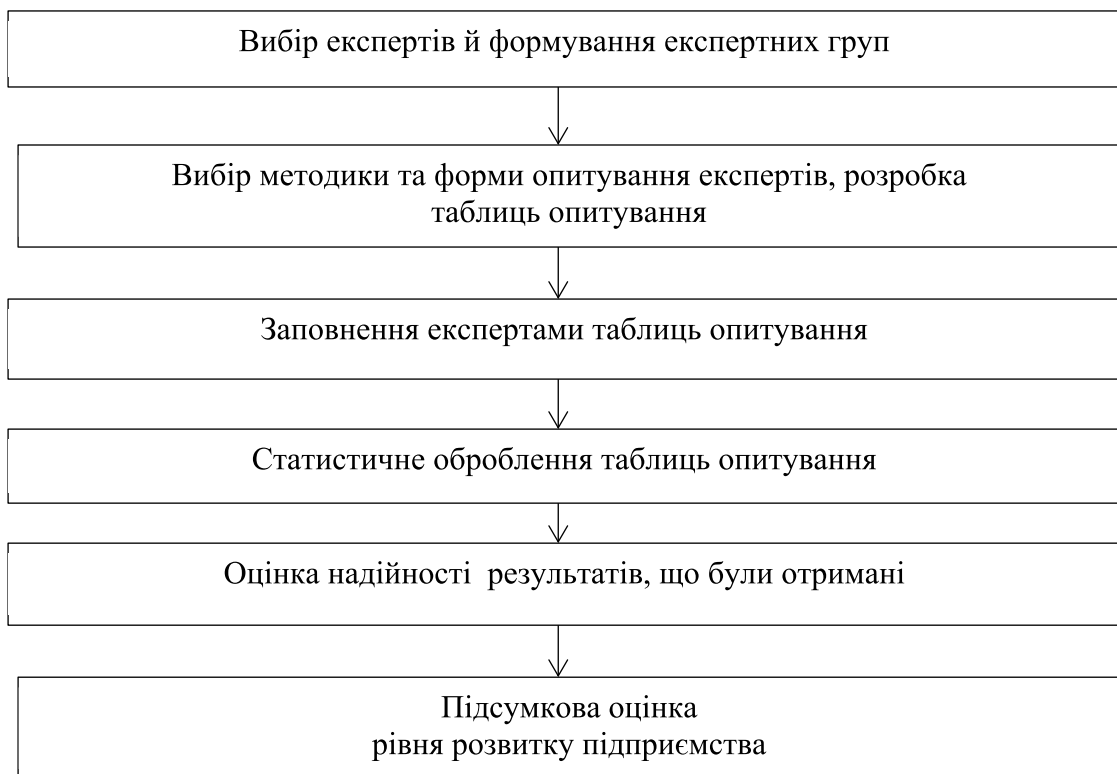 Вибір експертів й формування експертних груп
Вибір методики та форми опитування експертів, розробка
таблиць опитування
Заповнення експертами таблиць опитування
Статистичне оброблення таблиць опитування
Оцінка надійності  результатів, що були отримані
Підсумкова оцінка
рівня розвитку підприємства